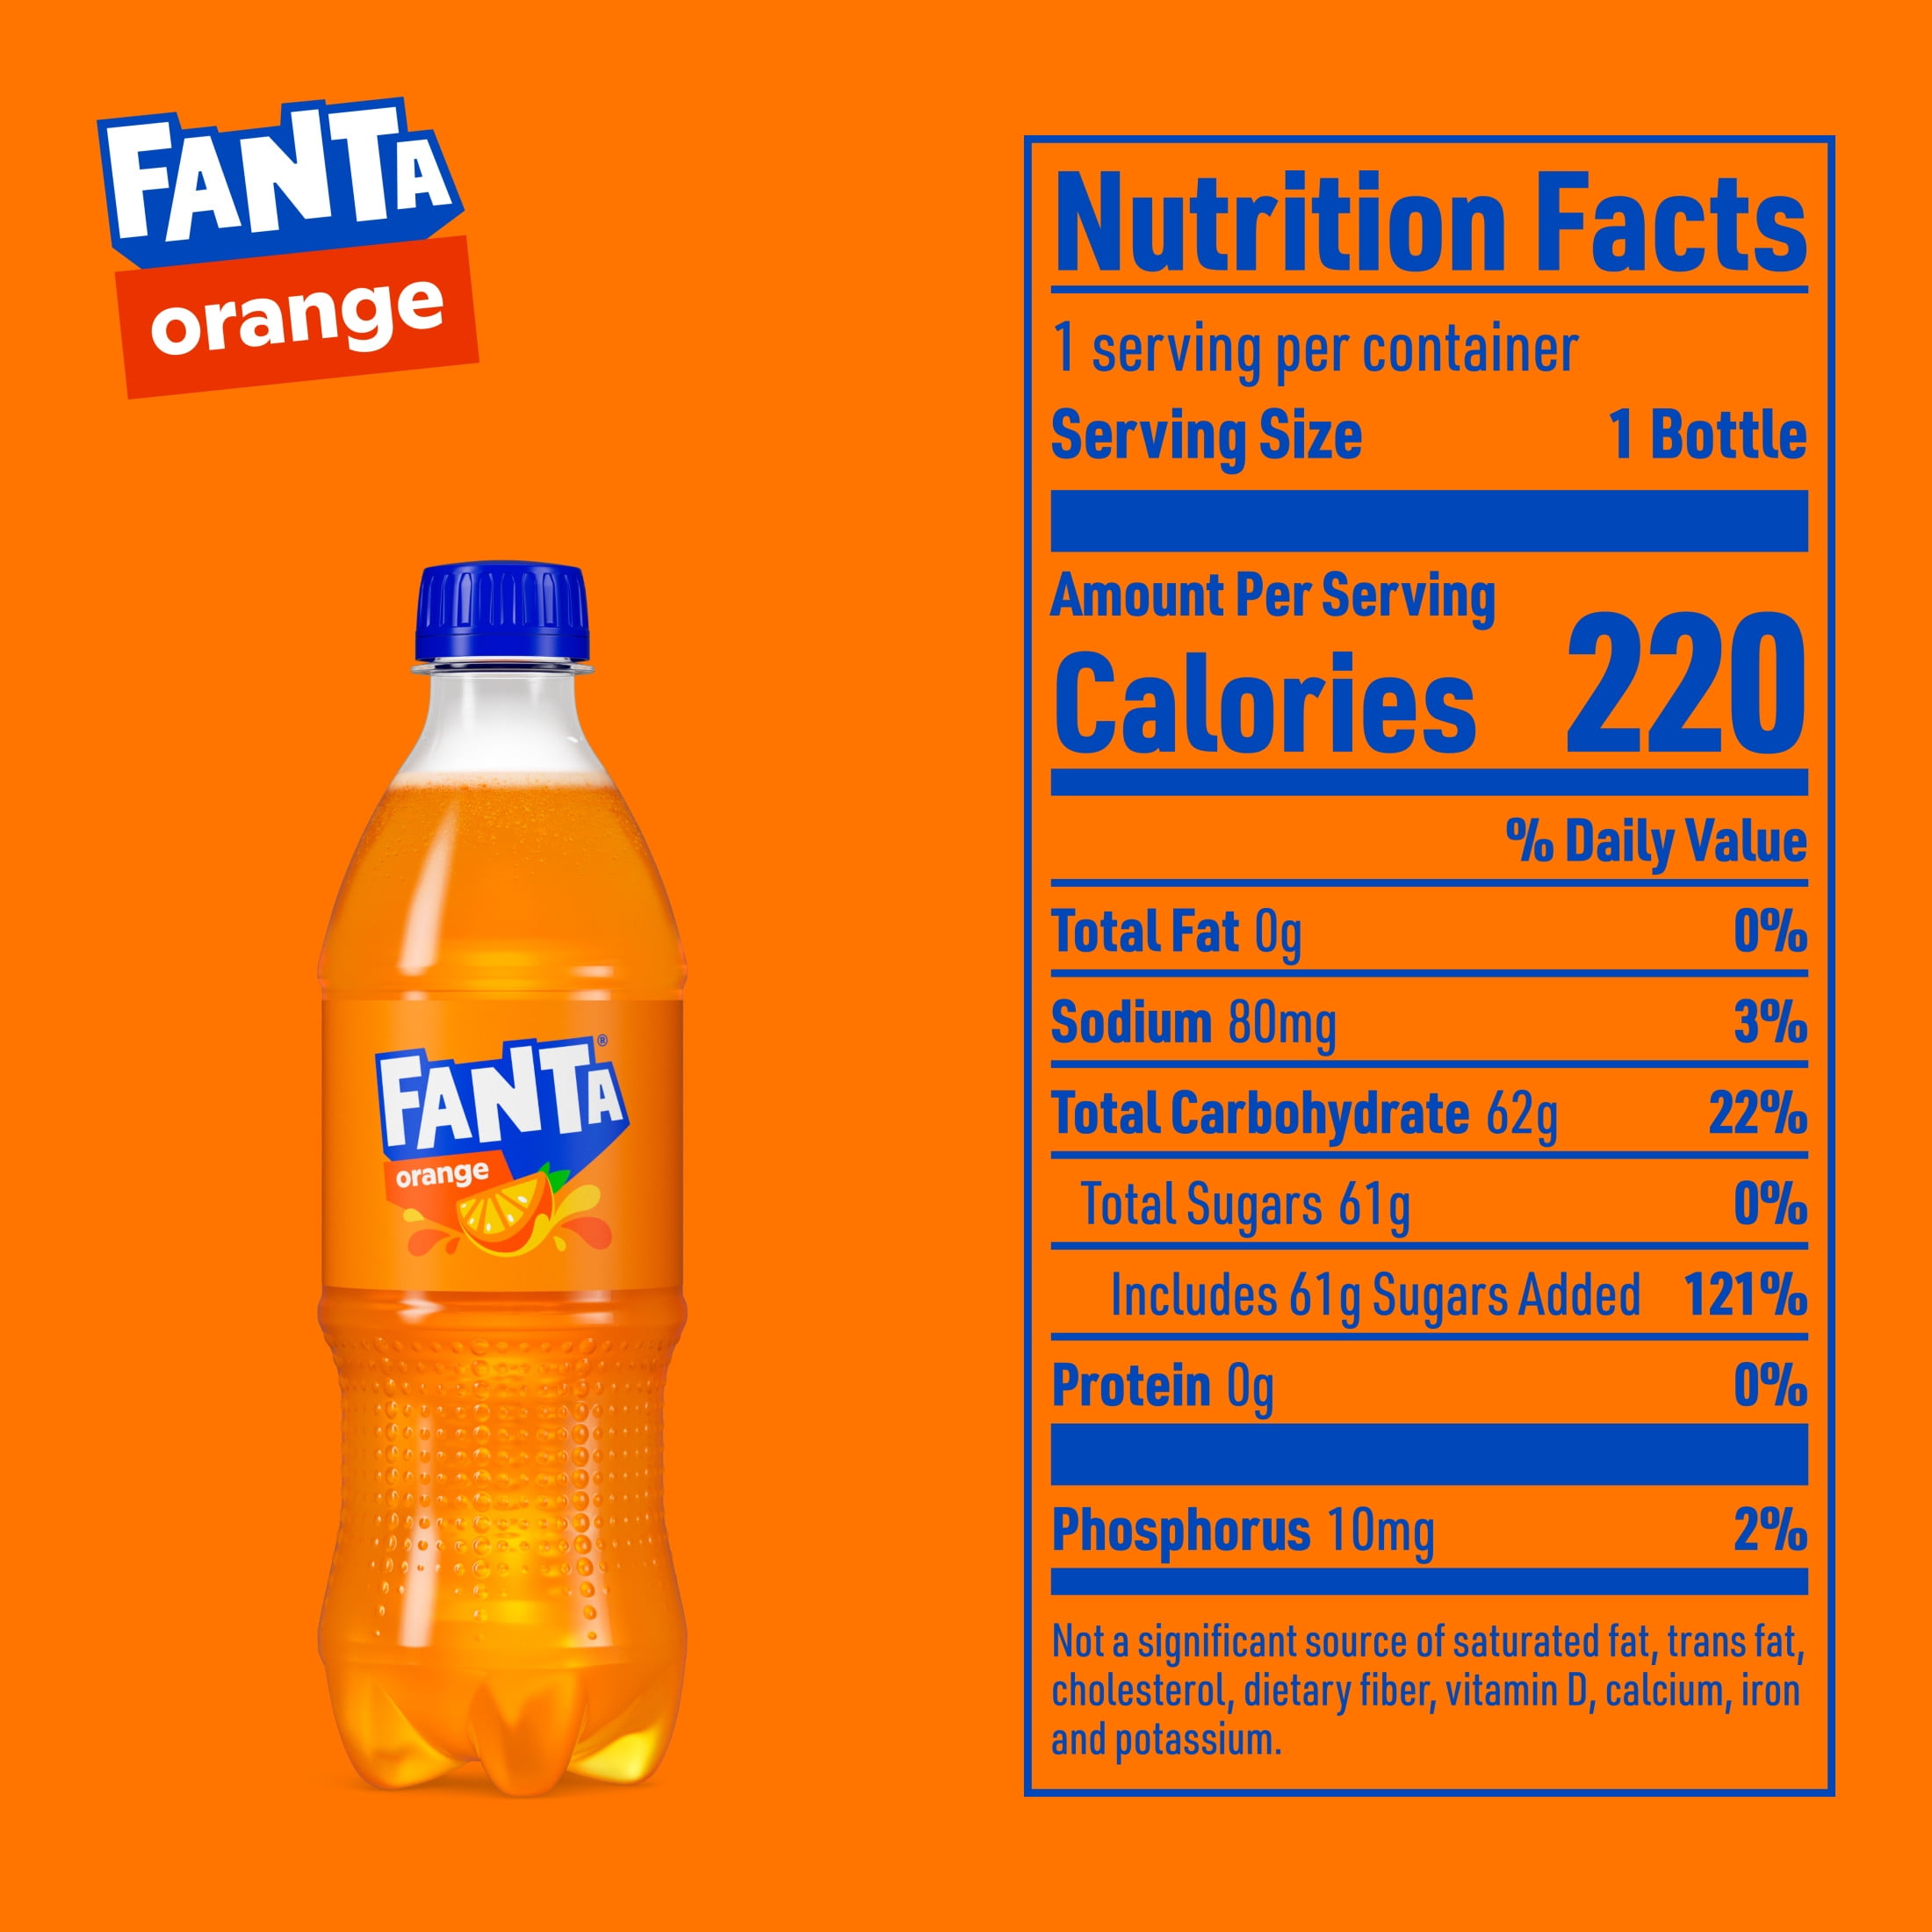 FANTA
orange
FANTA®
orange
Nutrition Facts
1 serving per container
Serving Size 1 Bottle
Amount Per Serving
Calories 220
% Daily Value
Total Fat 0g 0%
Sodium 80mg 3%
Total Carbohydrate 62g 22%
Total Sugars 61g 0%
Includes 61g Sugars Added 121%
Protein 0g 0%
Phosphorus 10mg 2%
Not a significant source of saturated fat, trans fat,
cholesterol, dietary fiber, vitamin D, calcium, iron
and potassium.